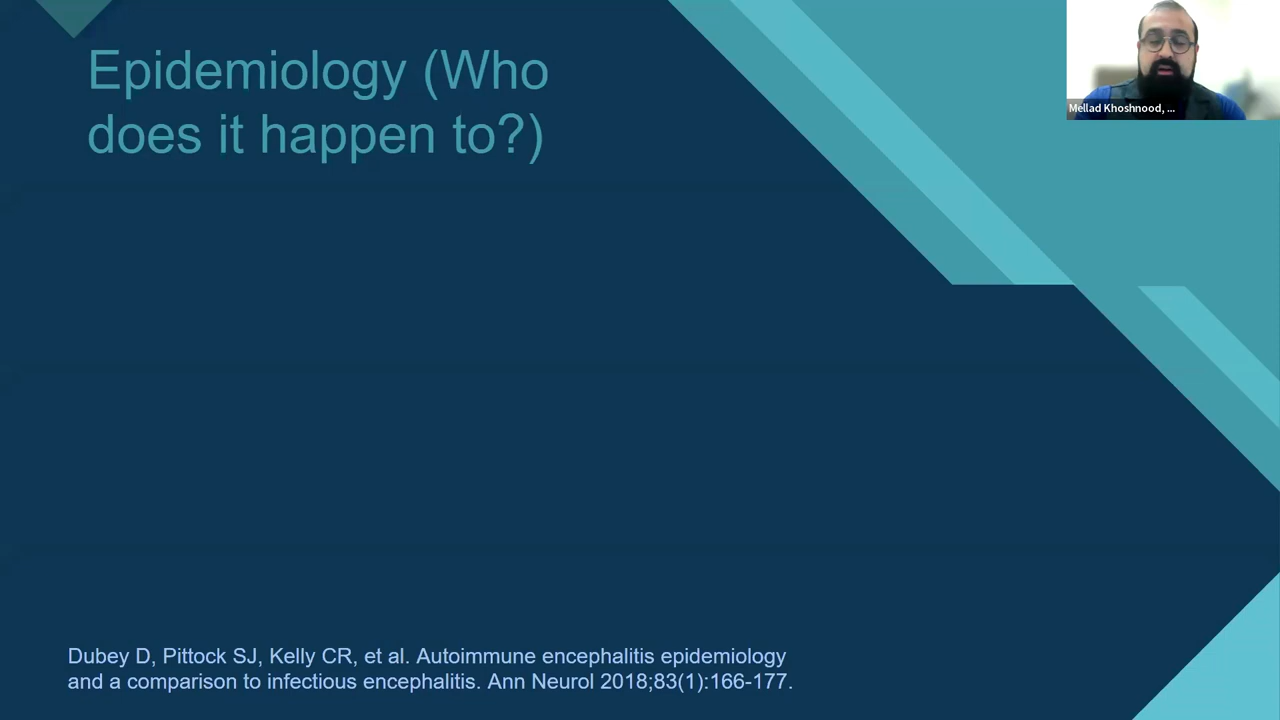 Epidemiology (Who
does it happen to?)
Mellad Khoshnood, ...
Dubey D, Pittock SJ, Kelly CR, et al. Autoimmune encephalitis epidemiology
and a comparison to infectious encephalitis. Ann Neurol 2018;83(1):166-177.